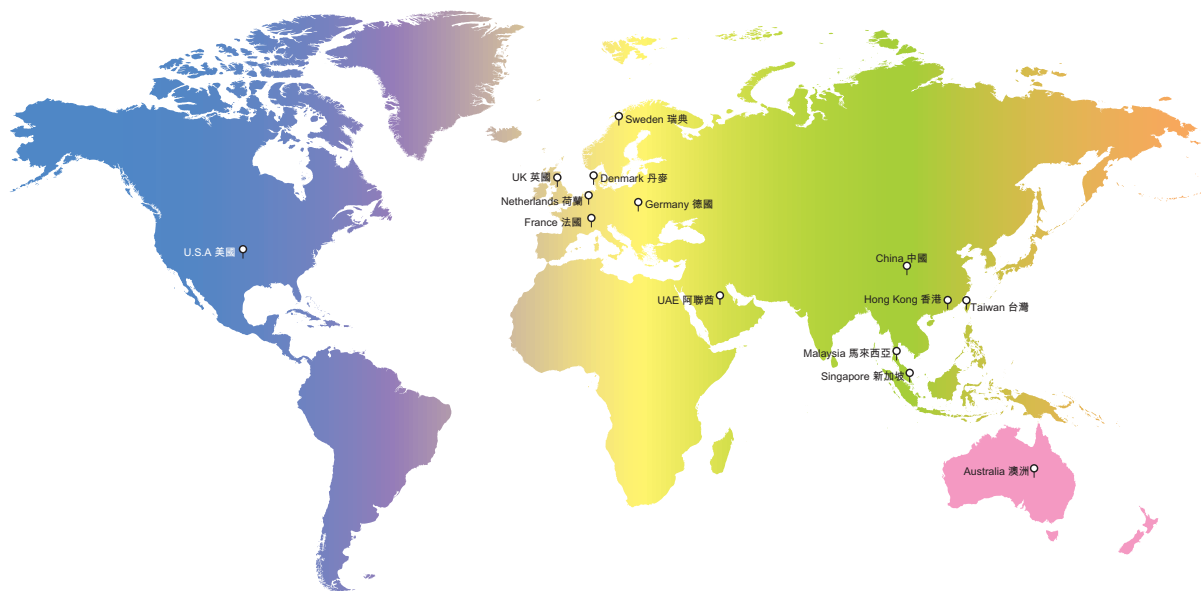 Sweden 瑞典
UK 英國
Denmark 丹麥
Netherlands 荷蘭
Germany 德國
France 法國
U.S.A 美國
China 中國
UAE 阿聯酋
Hong Kong 香港
Taiwan 台灣
Malaysia 馬來西亞
Singapore 新加坡
Australia 澳洲